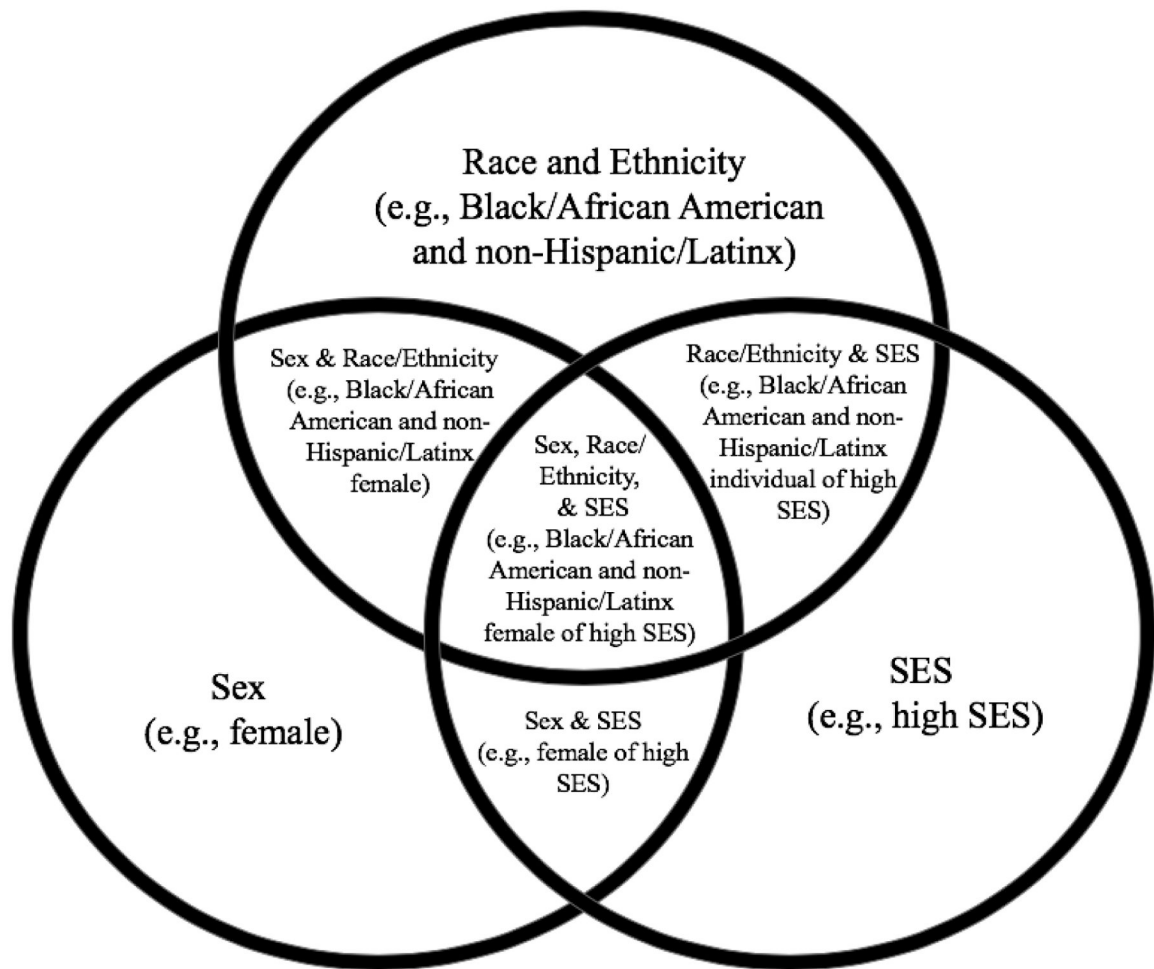 Race and Ethnicity
(e.g., Black/African American
and non-Hispanic/Latinx)
Sex & Race/Ethnicity
(e.g., Black/African
American and non-
Hispanic/Latinx
female)
Race/Ethnicity & SES
(e.g., Black/African
American and non-
Hispanic/Latinx
individual of high
SES)
Sex, Race/
Ethnicity,
& SES
(e.g., Black/African
American and non-
Hispanic/Latinx
female of high SES)
Sex
(e.g., female)
SES
(e.g., high SES)
Sex & SES
(e.g., female of high
SES)